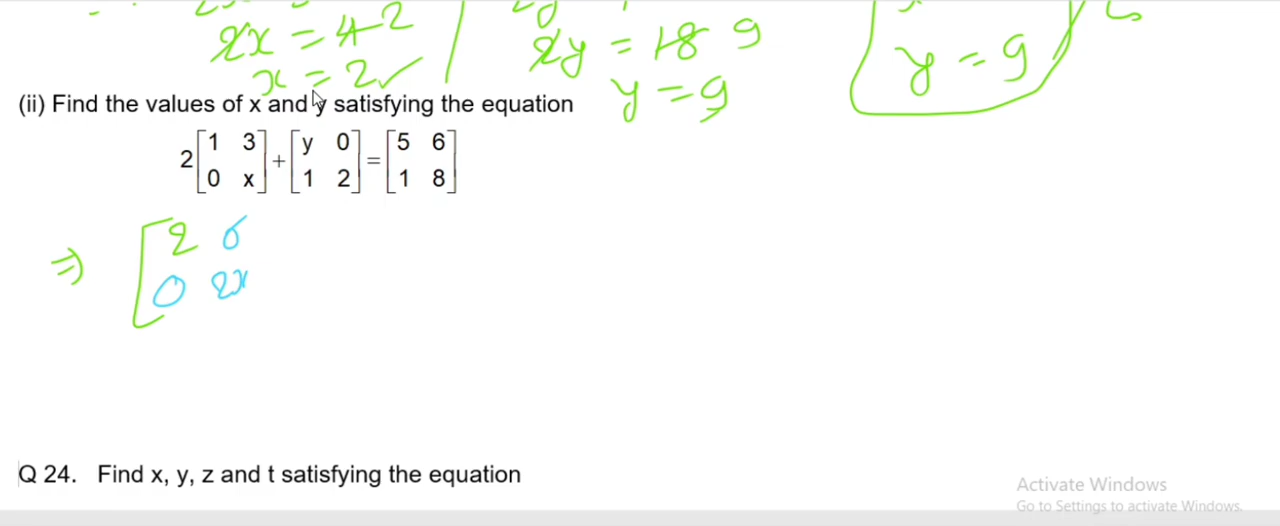 2x = 4 2
2y = 18 9
x = 2 ✓
y = 9
y = 9
(ii) Find the values of x and y satisfying the equation
2[1 3
0 x] + [y 0
1 2] = [5 6
1 8]
⇒ [2 6
0 2x
Q 24. Find x, y, z and t satisfying the equation
Activate Windows
Go to Settings to activate Windows.